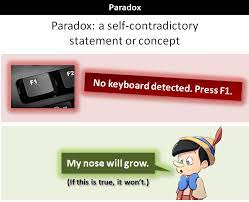 Paradox
Paradox: a self-contradictory
statement or concept
F1
No keyboard detected. Press F1.
My nose will grow.
(If this is true, it won't.)